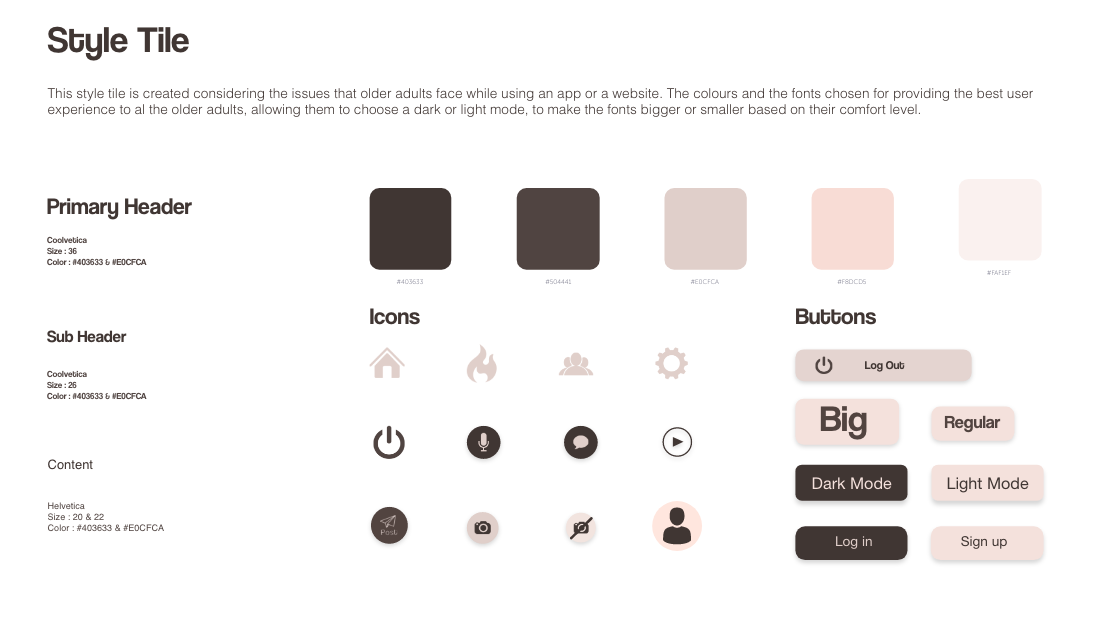 Style Tile
This style tile is created considering the issues that older adults face while using an app or a website. The colours and the fonts chosen for providing the best user
experience to al the older adults, allowing them to choose a dark or light mode, to make the fonts bigger or smaller based on their comfort level.
Primary Header
Coolvetica
Size : 36
Color : #403633 & #E0CFCA
#403633
#504441
#E0CFCA
#F8DCD5
#FAF1EF
Sub Header
Coolvetica
Size : 26
Color : #403633 & #E0CFCA
Content
Helvetica
Size : 20 & 22
Color : #403633 & #E0CFCA
Icons
Post
Buttons
Log Out
Big
Regular
Dark Mode
Light Mode
Log in
Sign up